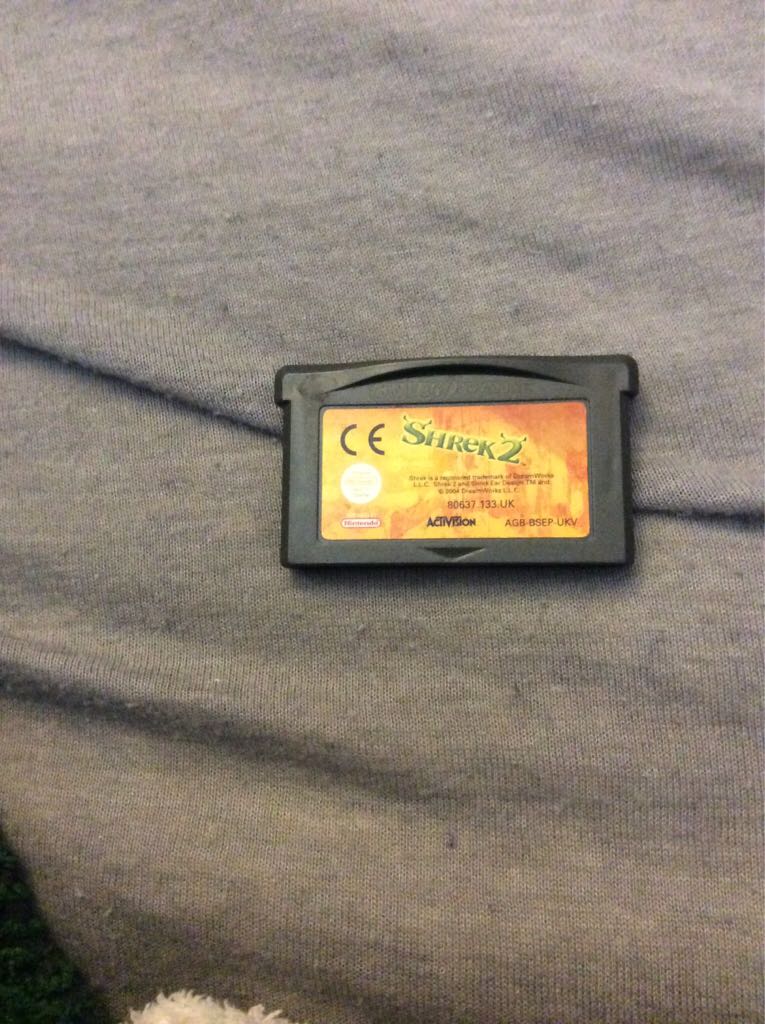 CE
SHREK 2™
Shrek is a registered trademark of DreamWorks
L.L.C. Shrek 2 and Shrek Ear Design TM and
© 2004 DreamWorks L.L.C.
80637.133.UK
Nintendo
ACTIVISION
AGB-BSEP-UKV